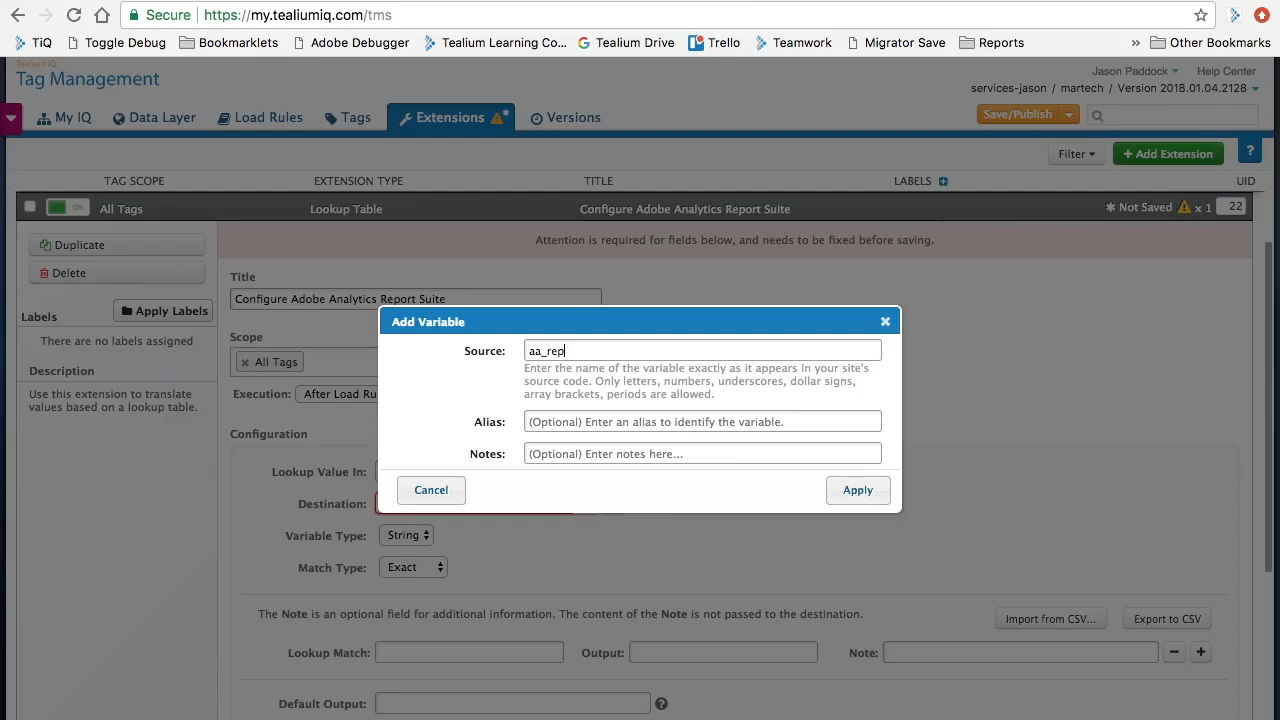 Secure | https://my.tealiumiq.com/tms
TiQ Toggle Debug Bookmarklets Adobe Debugger Tealium Learning Co... Tealium Drive Trello Teamwork Migrator Save Reports » Other Bookmarks
Tealium iQ
Tag Management
Jason Paddock Help Center
services-jason / martech / Version 2018.01.04.2128
My IQ Data Layer Load Rules Tags Extensions Versions
Save/Publish
Filter + Add Extension ?
TAG SCOPE EXTENSION TYPE TITLE LABELS UID
ON All Tags Lookup Table Configure Adobe Analytics Report Suite ✱ Not Saved x 1 22
Duplicate
Delete
Labels Apply Labels
There are no labels assigned
Description
Use this extension to translate
values based on a lookup table.
Attention is required for fields below, and needs to be fixed before saving.
Title
Configure Adobe Analytics Report Suite
Scope
All Tags
Execution: After Load Ru
Configuration
Lookup Value In:
Destination:
Variable Type: String
Match Type: Exact
The Note is an optional field for additional information. The content of the Note is not passed to the destination.
Import from CSV... Export to CSV
Lookup Match: Output: Note: − +
Default Output: ?
Add Variable
Source: aa_rep
Enter the name of the variable exactly as it appears in your site's
source code. Only letters, numbers, underscores, dollar signs,
array brackets, periods are allowed.
Alias: (Optional) Enter an alias to identify the variable.
Notes: (Optional) Enter notes here...
Cancel Apply